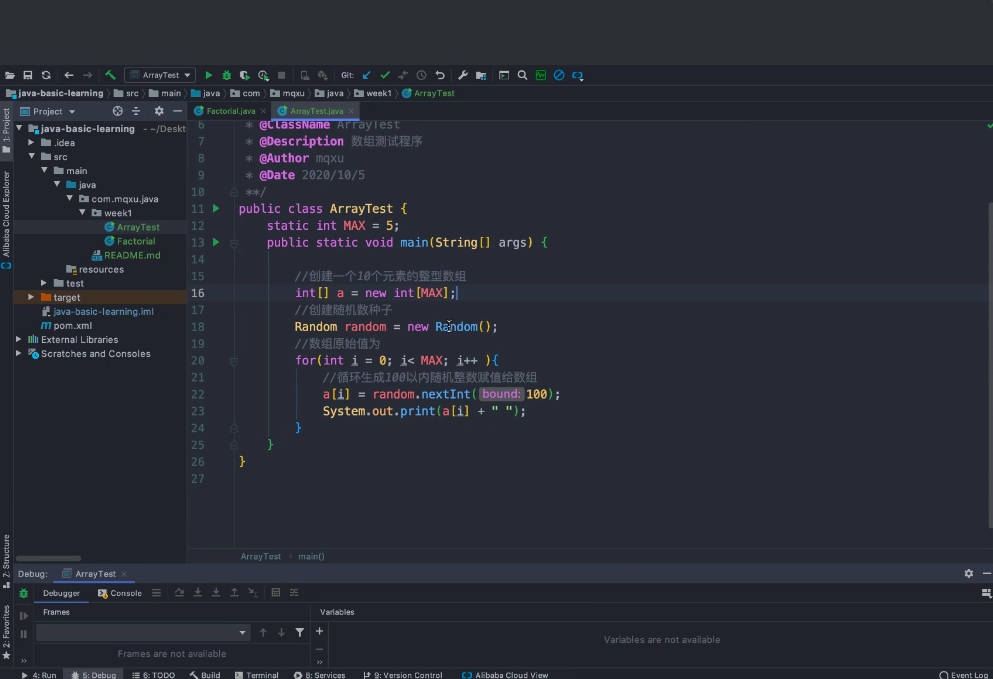 ArrayTest
Git:
java-basic-learning
src
main
java
com
mqxu
java
week1
ArrayTest
1: Project
Alibaba Cloud Explorer
Z: Structure
2: Favorites
Project
java-basic-learning - ~/Deskt
.idea
src
main
java
com.mqxu.java
week1
ArrayTest
Factorial
README.md
resources
test
target
java-basic-learning.iml
pom.xml
External Libraries
Scratches and Consoles
Factorial.java
ArrayTest.java
6 * @ClassName ArrayTest
7 * @Description 数组测试程序
8 * @Author mqxu
9 * @Date 2020/10/5
10 **/
11 public class ArrayTest {
12 static int MAX = 5;
13 public static void main(String[] args) {
14
15 //创建一个10个元素的整型数组
16 int[] a = new int[MAX];
17 //创建随机数种子
18 Random random = new Random();
19 //数组原始值为
20 for(int i = 0; i< MAX; i++ ){
21 //循环生成100以内随机整数赋值给数组
22 a[i] = random.nextInt( bound: 100);
23 System.out.print(a[i] + " ");
24 }
25 }
26 }
27
ArrayTest › main()
Debug: ArrayTest
Debugger Console
Frames
Variables
Frames are not available
Variables are not available
4: Run 5: Debug 6: TODO Build Terminal 8: Services 9: Version Control Alibaba Cloud View Event Log